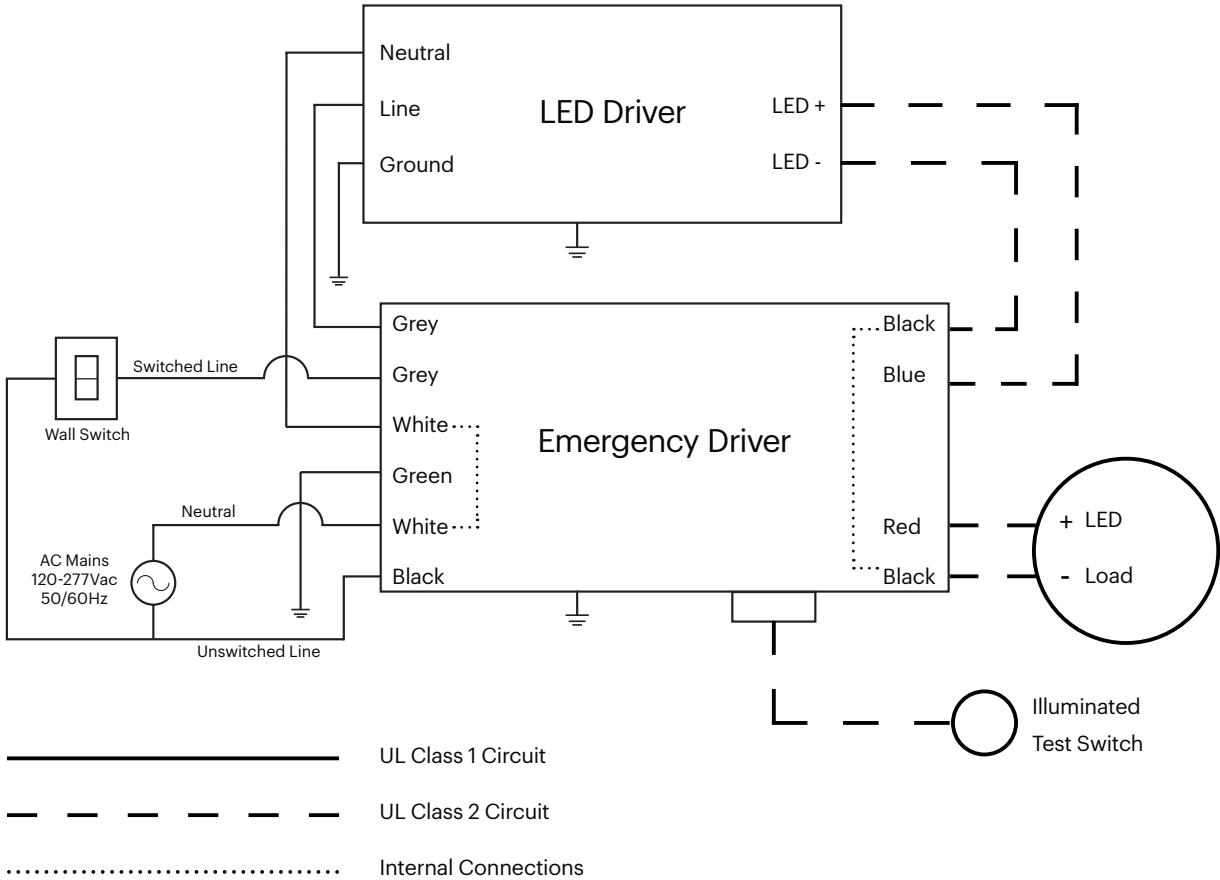 Neutral
Line
Ground
LED Driver
LED +
LED -
Grey
Grey
White
Green
White
Black
Emergency Driver
Black
Blue
Red
Black
Switched Line
Wall Switch
Neutral
AC Mains
120-277Vac
50/60Hz
Unswitched Line
+ LED
- Load
Illuminated
Test Switch
UL Class 1 Circuit
UL Class 2 Circuit
Internal Connections